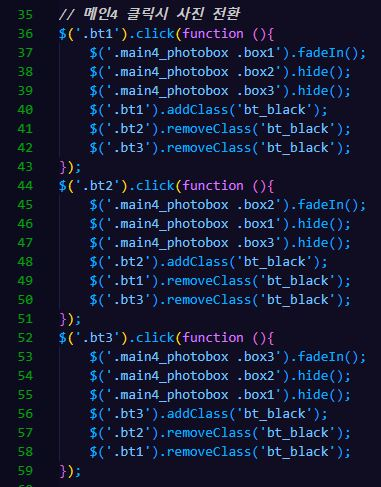 35 // 메인4 클릭시 사진 전환
36 $('.bt1').click(function (){
37     $('.main4_photobox .box1').fadeIn();
38     $('.main4_photobox .box2').hide();
39     $('.main4_photobox .box3').hide();
40     $('.bt1').addClass('bt_black');
41     $('.bt2').removeClass('bt_black');
42     $('.bt3').removeClass('bt_black');
43 });
44 $('.bt2').click(function (){
45     $('.main4_photobox .box2').fadeIn();
46     $('.main4_photobox .box1').hide();
47     $('.main4_photobox .box3').hide();
48     $('.bt2').addClass('bt_black');
49     $('.bt1').removeClass('bt_black');
50     $('.bt3').removeClass('bt_black');
51 });
52 $('.bt3').click(function (){
53     $('.main4_photobox .box3').fadeIn();
54     $('.main4_photobox .box2').hide();
55     $('.main4_photobox .box1').hide();
56     $('.bt3').addClass('bt_black');
57     $('.bt2').removeClass('bt_black');
58     $('.bt1').removeClass('bt_black');
59 });